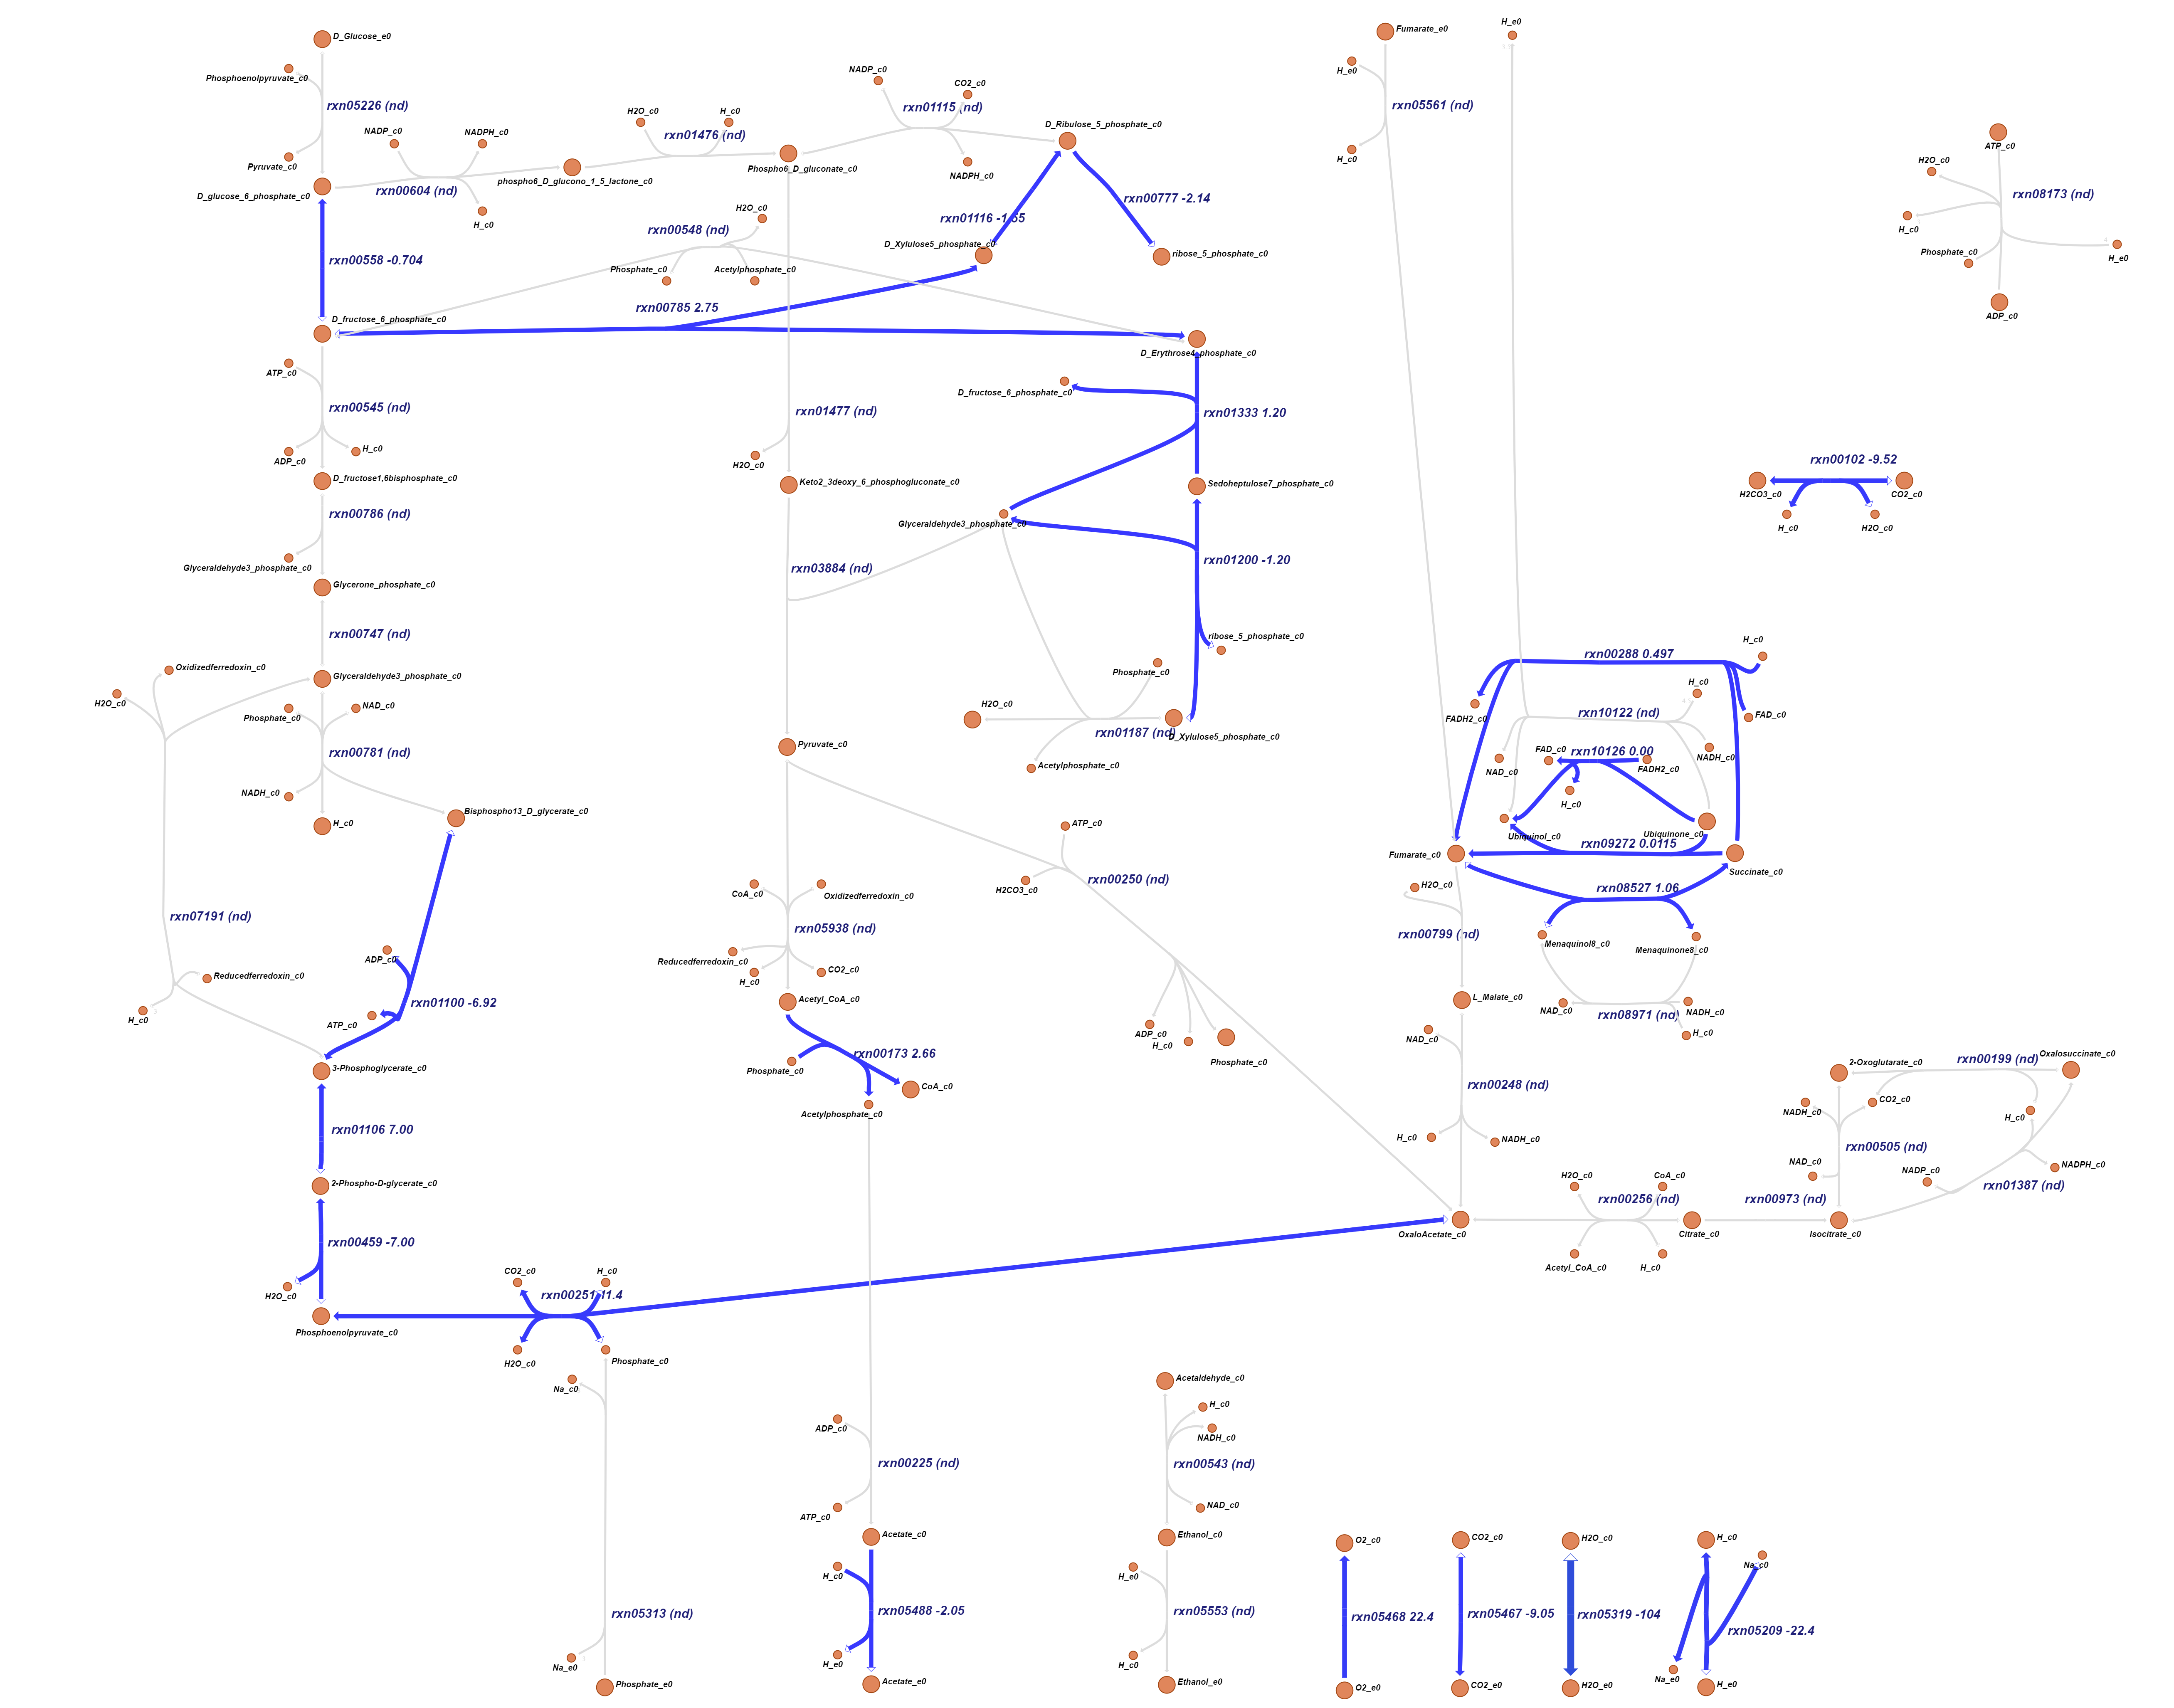 D_Glucose_e0
Phosphoenolpyruvate_c0
rxn05226 (nd)
Pyruvate_c0
D_glucose_6_phosphate_c0
NADP_c0
NADPH_c0
rxn00604 (nd)
H_c0
phospho6_D_glucono_1_5_lactone_c0
H2O_c0
H_c0
rxn01476 (nd)
Phospho6_D_gluconate_c0
NADP_c0
CO2_c0
rxn01115 (nd)
NADPH_c0
D_Ribulose_5_phosphate_c0
rxn01116 -1.55
rxn00777 -2.14
D_Xylulose5_phosphate_c0
ribose_5_phosphate_c0
rxn00548 (nd)
H2O_c0
Phosphate_c0
Acetylphosphate_c0
rxn00558 -0.704
rxn00785 2.75
D_fructose_6_phosphate_c0
D_Erythrose4_phosphate_c0
ATP_c0
rxn00545 (nd)
ADP_c0
H_c0
D_fructose1,6bisphosphate_c0
rxn00786 (nd)
Glyceraldehyde3_phosphate_c0
Glycerone_phosphate_c0
rxn00747 (nd)
Oxidizedferredoxin_c0
H2O_c0
Glyceraldehyde3_phosphate_c0
Phosphate_c0
NAD_c0
rxn00781 (nd)
NADH_c0
H_c0
Bisphospho13_D_glycerate_c0
rxn07191 (nd)
Reducedferredoxin_c0
H_c0
ADP_c0
rxn01100 -6.92
ATP_c0
3-Phosphoglycerate_c0
rxn01106 7.00
2-Phospho-D-glycerate_c0
rxn00459 -7.00
H2O_c0
Phosphoenolpyruvate_c0
CO2_c0
H_c0
rxn00251 11.4
H2O_c0
Phosphate_c0
Na_c0
rxn05313 (nd)
Na_e0
Phosphate_e0
D_fructose_6_phosphate_c0
rxn01333 1.20
rxn01477 (nd)
H2O_c0
Keto2_3deoxy_6_phosphogluconate_c0
Sedoheptulose7_phosphate_c0
Glyceraldehyde3_phosphate_c0
rxn03884 (nd)
rxn01200 -1.20
ribose_5_phosphate_c0
Phosphate_c0
H2O_c0
rxn01187 (nd)
D_Xylulose5_phosphate_c0
Acetylphosphate_c0
Pyruvate_c0
ATP_c0
H2CO3_c0
rxn00250 (nd)
CoA_c0
Oxidizedferredoxin_c0
rxn05938 (nd)
Reducedferredoxin_c0
H_c0
CO2_c0
Acetyl_CoA_c0
ADP_c0
H_c0
Phosphate_c0
rxn00173 2.66
Phosphate_c0
CoA_c0
Acetylphosphate_c0
ADP_c0
rxn00225 (nd)
ATP_c0
Acetate_c0
H_c0
rxn05488 -2.05
H_e0
Acetate_e0
Acetaldehyde_c0
H_c0
NADH_c0
rxn00543 (nd)
NAD_c0
Ethanol_c0
H_e0
rxn05553 (nd)
H_c0
Ethanol_e0
Fumarate_e0
H_e0
rxn05561 (nd)
H_c0
H_e0
ATP_c0
H2O_c0
rxn08173 (nd)
H_c0
Phosphate_c0
H_e0
ADP_c0
rxn00102 -9.52
H2CO3_c0
CO2_c0
H_c0
H2O_c0
H_c0
rxn00288 0.497
FADH2_c0
FAD_c0
H_c0
rxn10122 (nd)
NAD_c0
NADH_c0
FAD_c0
rxn10126 0.00
FADH2_c0
H_c0
Ubiquinol_c0
Ubiquinone_c0
rxn09272 0.0115
Fumarate_c0
Succinate_c0
rxn08527 1.06
H2O_c0
rxn00799 (nd)
Menaquinol8_c0
Menaquinone8_c0
L_Malate_c0
NAD_c0
NADH_c0
rxn08971 (nd)
H_c0
NAD_c0
rxn00248 (nd)
H_c0
NADH_c0
OxaloAcetate_c0
H2O_c0
CoA_c0
rxn00256 (nd)
Acetyl_CoA_c0
H_c0
Citrate_c0
rxn00973 (nd)
Isocitrate_c0
2-Oxoglutarate_c0
rxn00199 (nd)
Oxalosuccinate_c0
NADH_c0
CO2_c0
H_c0
rxn00505 (nd)
NAD_c0
NADP_c0
NADPH_c0
rxn01387 (nd)
O2_c0
rxn05468 22.4
O2_e0
CO2_c0
rxn05467 -9.05
CO2_e0
H2O_c0
rxn05319 -104
H2O_e0
H_c0
Na_c0
rxn05209 -22.4
Na_e0
H_e0